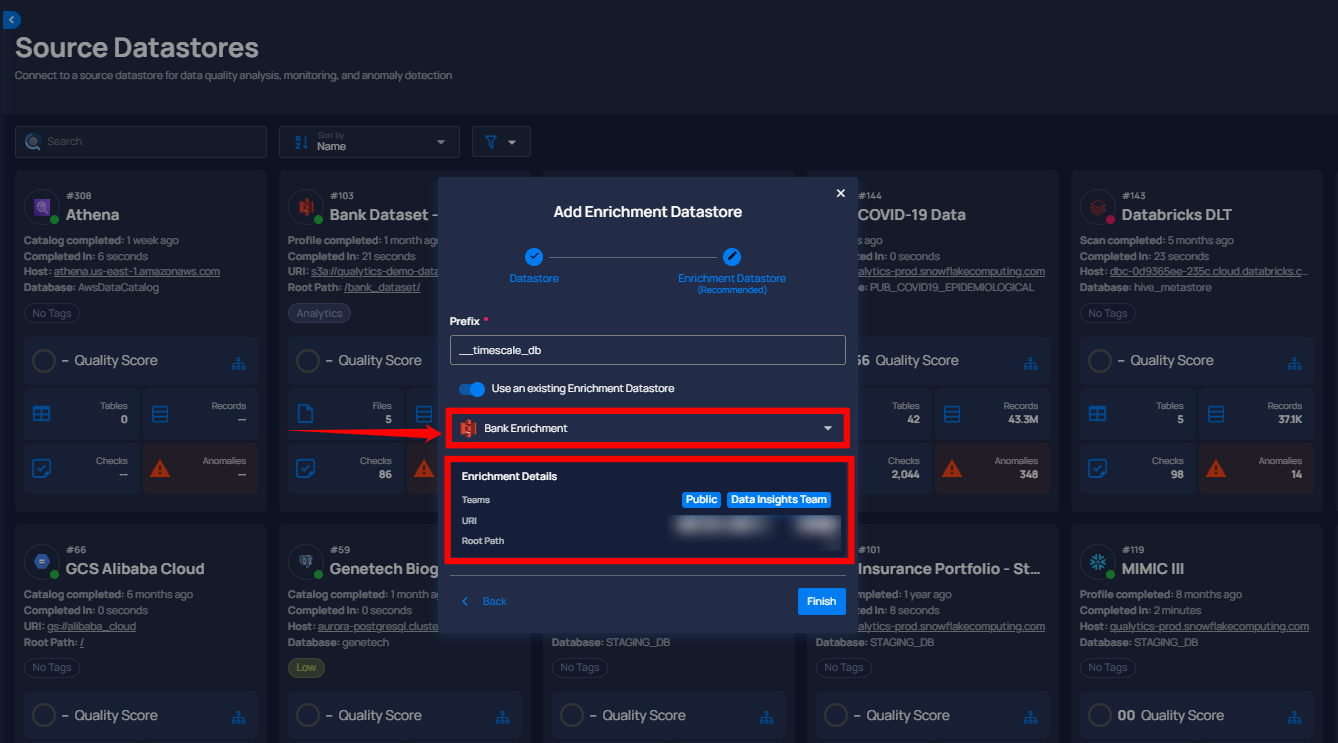 Source Datastores
Connect to a source datastore for data quality analysis, monitoring, and anomaly detection
Search
Sort by
Name
#308
Athena
Catalog completed: 1 week ago
Completed In: 6 seconds
Host: athena.us-east-1.amazonaws.com
Database: AwsDataCatalog
No Tags
– Quality Score
Tables
0
Records
--
Checks
--
Anomalies
--
#103
Bank Dataset -
Profile completed: 1 month ago
Completed In: 21 seconds
URI: s3a://qualytics-demo-data
Root Path: /bank_dataset/
Analytics
– Quality Score
Files
5
Checks
86
Add Enrichment Datastore
Datastore
Enrichment Datastore
(Recommended)
Prefix *
__timescale_db
Use an existing Enrichment Datastore
Bank Enrichment
Enrichment Details
Teams
Public
Data Insights Team
URI
Root Path
Back
Finish
#144
COVID-19 Data
s ago
ed In: 0 seconds
alytics-prod.snowflakecomputing.com
e: PUB_COVID19_EPIDEMIOLOGICAL
56 Quality Score
Tables
42
Records
43.3M
Checks
2,044
Anomalies
348
#143
Databricks DLT
Scan completed: 5 months ago
Completed In: 23 seconds
Host: dbc-0d9365ee-235c.cloud.databricks.c...
Database: hive_metastore
No Tags
– Quality Score
Tables
5
Records
37.1K
Checks
98
Anomalies
14
#66
GCS Alibaba Cloud
Catalog completed: 6 months ago
Completed In: 0 seconds
URI: gs://alibaba_cloud
Root Path: /
No Tags
– Quality Score
#59
Genetech Biog
Catalog completed: 1 month ago
Completed In: 0 seconds
Host: aurora-postgresql.cluste
Database: genetech
Low
– Quality Score
Database: STAGING_DB
No Tags
– Quality Score
#101
Insurance Portfolio - St...
mpleted: 1 year ago
ed In: 8 seconds
alytics-prod.snowflakecomputing.com
Database: STAGING_DB
No Tags
– Quality Score
#119
MIMIC III
Profile completed: 8 months ago
Completed In: 2 minutes
Host: qualytics-prod.snowflakecomputing.com
Database: STAGING_DB
No Tags
00 Quality Score